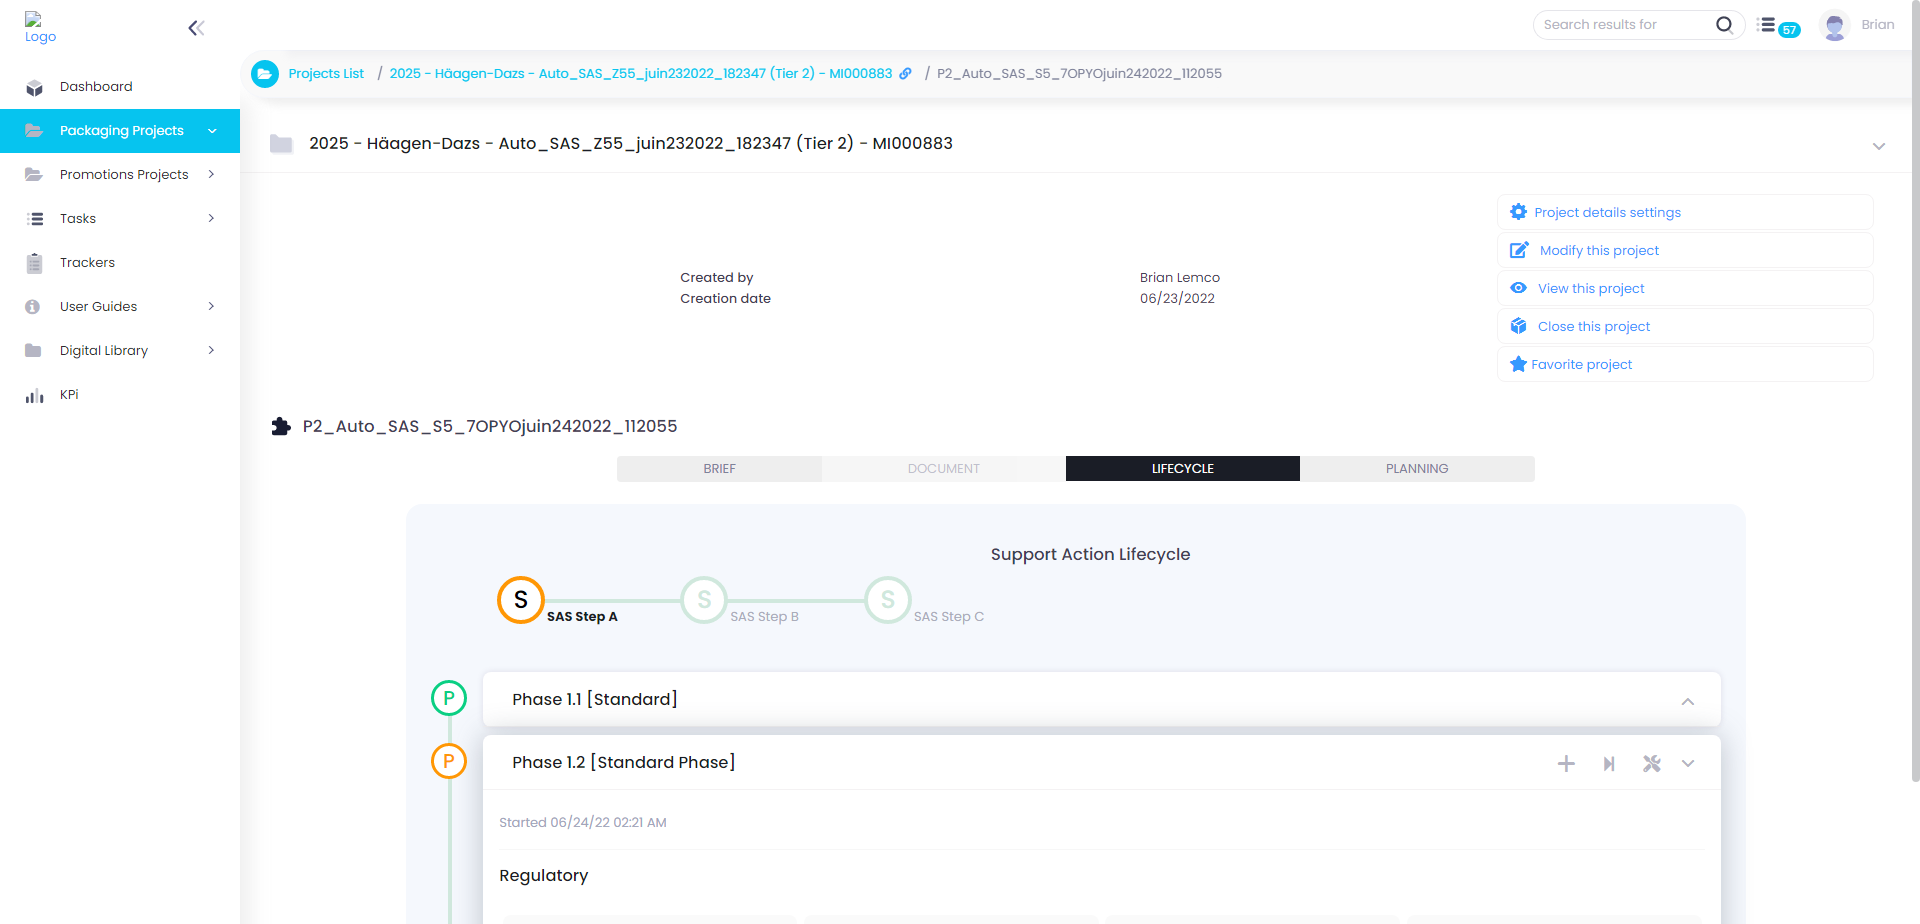 Logo
Search results for
57
Brian
Dashboard
Packaging Projects
Promotions Projects
Tasks
Trackers
User Guides
Digital Library
KPi
Projects List / 2025 - Häagen-Dazs - Auto_SAS_Z55_juin232022_182347 (Tier 2) - MI000883 / P2_Auto_SAS_S5_7OPYOjuin242022_112055
2025 - Häagen-Dazs - Auto_SAS_Z55_juin232022_182347 (Tier 2) - MI000883
Created by Brian Lemco
Creation date 06/23/2022
Project details settings
Modify this project
View this project
Close this project
Favorite project
P2_Auto_SAS_S5_7OPYOjuin242022_112055
BRIEF DOCUMENT LIFECYCLE PLANNING
Support Action Lifecycle
S S S
SAS Step A SAS Step B SAS Step C
P Phase 1.1 [Standard]
P Phase 1.2 [Standard Phase]
Started 06/24/22 02:21 AM
Regulatory